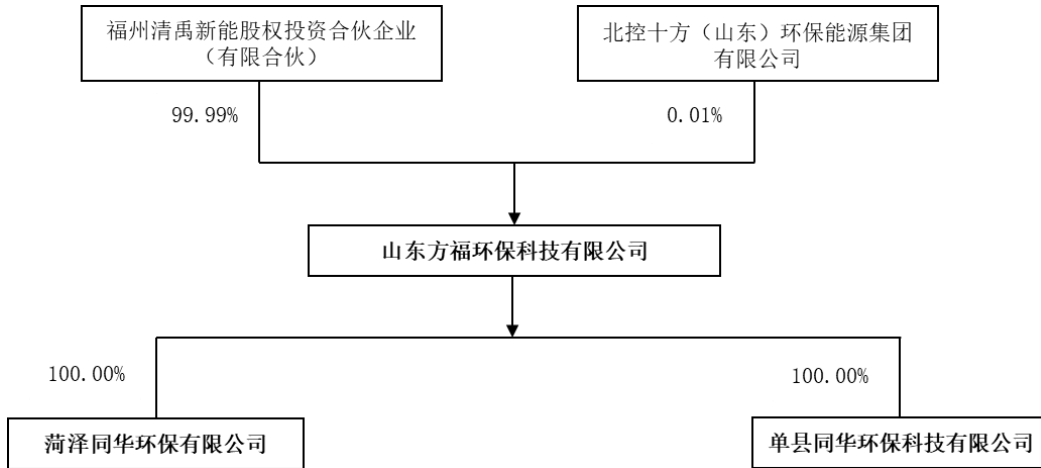 福州清禹新能股权投资合伙企业
（有限合伙）
北控十方（山东）环保能源集团
有限公司
99.99%
0.01%
山东方福环保科技有限公司
100.00%
100.00%
菏泽同华环保有限公司
单县同华环保科技有限公司